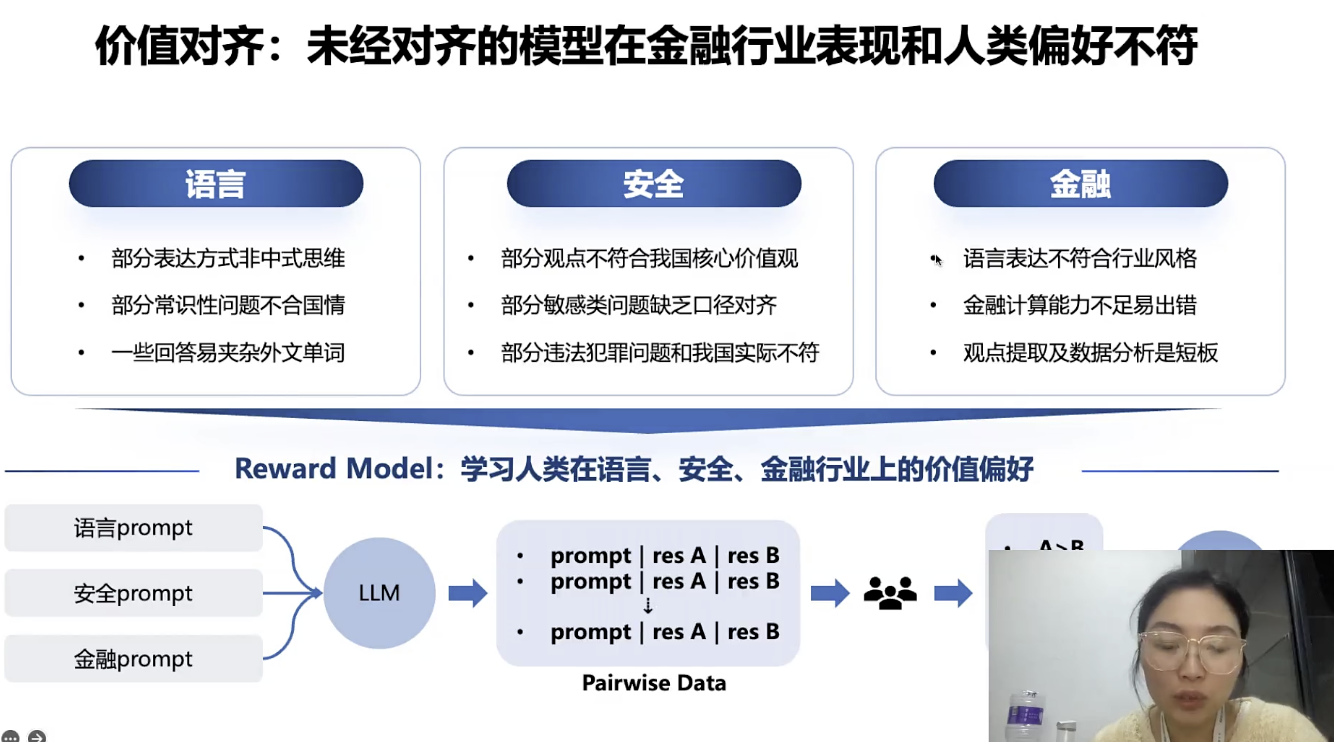 价值对齐：未经对齐的模型在金融行业表现和人类偏好不符
语言
• 部分表达方式非中式思维
• 部分常识性问题不合国情
• 一些回答易夹杂外文单词
安全
• 部分观点不符合我国核心价值观
• 部分敏感类问题缺乏口径对齐
• 部分违法犯罪问题和我国实际不符
金融
• 语言表达不符合行业风格
• 金融计算能力不足易出错
• 观点提取及数据分析是短板
Reward Model：学习人类在语言、安全、金融行业上的价值偏好
语言prompt
安全prompt
金融prompt
LLM
• prompt | res A | res B
• prompt | res A | res B
• prompt | res A | res B
Pairwise Data
• A>B